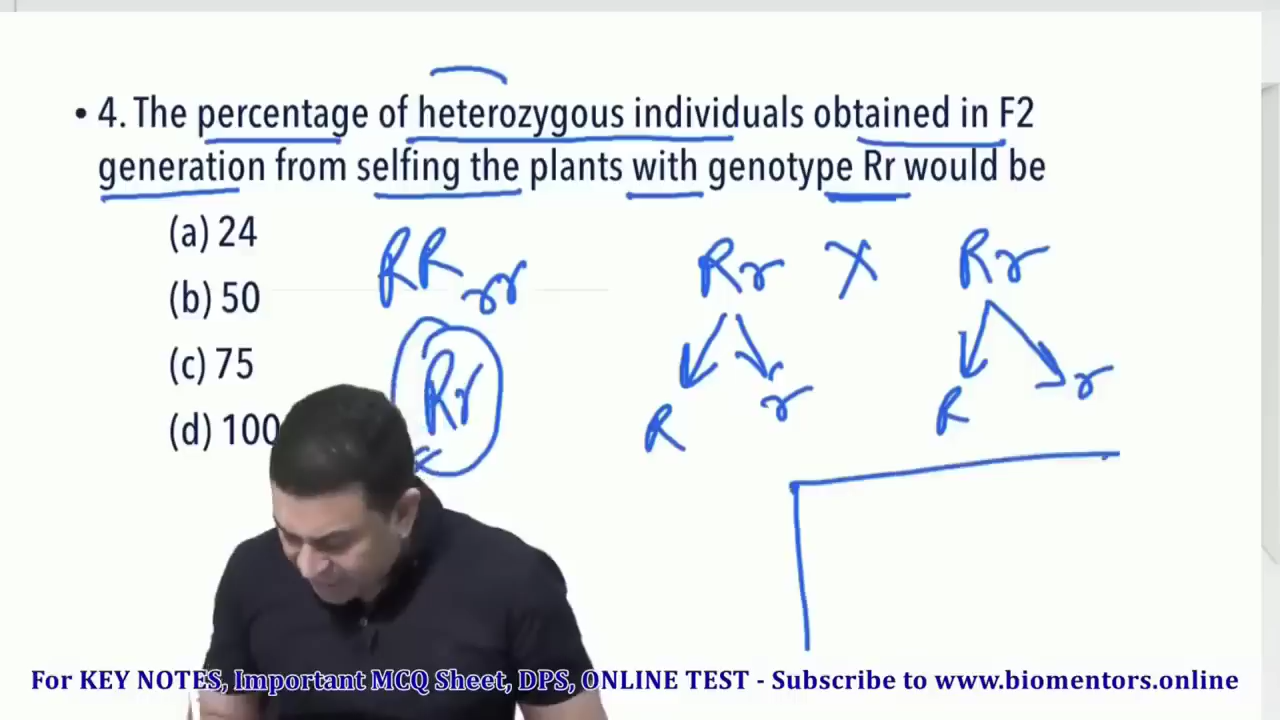 • 4. The percentage of heterozygous individuals obtained in F2
generation from selfing the plants with genotype Rr would be
(a) 24
(b) 50
(c) 75
(d) 100
RR rr
Rr
Rr X Rr
R r R r
For KEY NOTES, Important MCQ Sheet, DPS, ONLINE TEST - Subscribe to www.biomentors.online